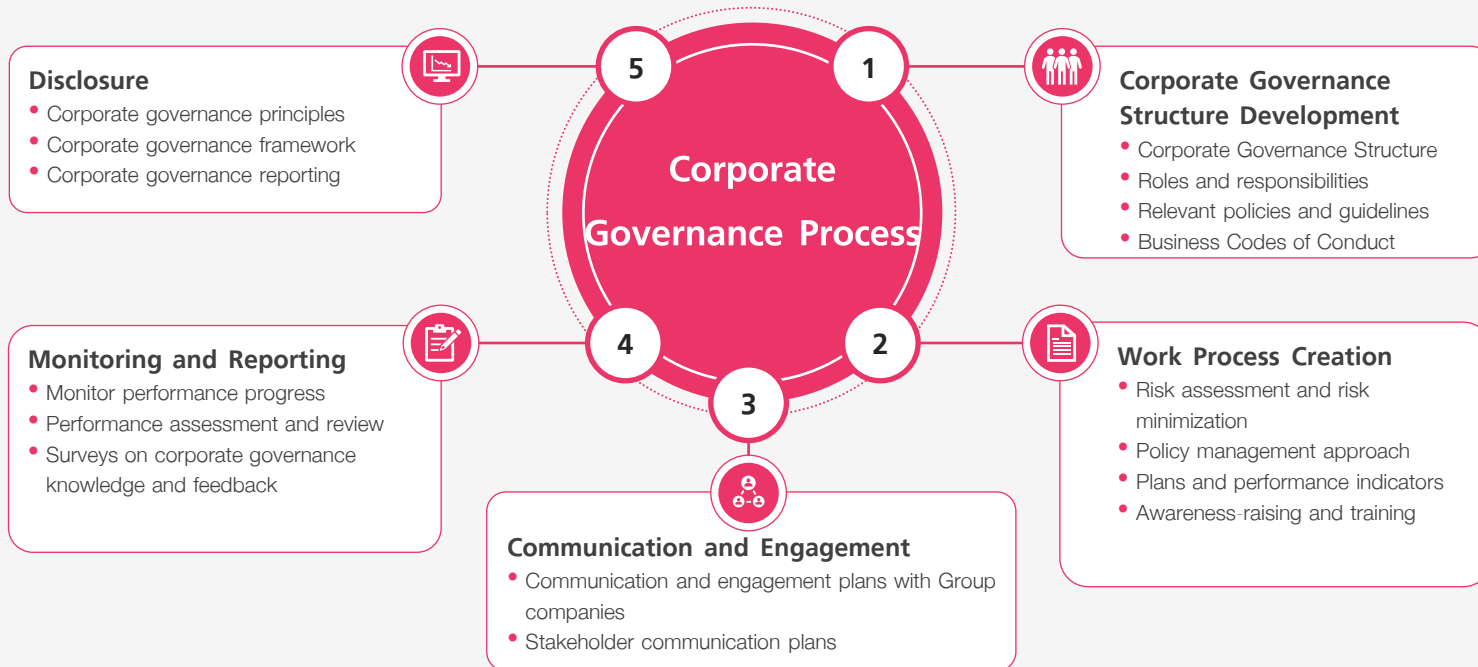 Corporate
Governance Process
1
Corporate Governance
Structure Development
• Corporate Governance Structure
• Roles and responsibilities
• Relevant policies and guidelines
• Business Codes of Conduct
2
Work Process Creation
• Risk assessment and risk
minimization
• Policy management approach
• Plans and performance indicators
• Awareness-raising and training
3
Communication and Engagement
• Communication and engagement plans with Group
companies
• Stakeholder communication plans
4
Monitoring and Reporting
• Monitor performance progress
• Performance assessment and review
• Surveys on corporate governance
knowledge and feedback
5
Disclosure
• Corporate governance principles
• Corporate governance framework
• Corporate governance reporting